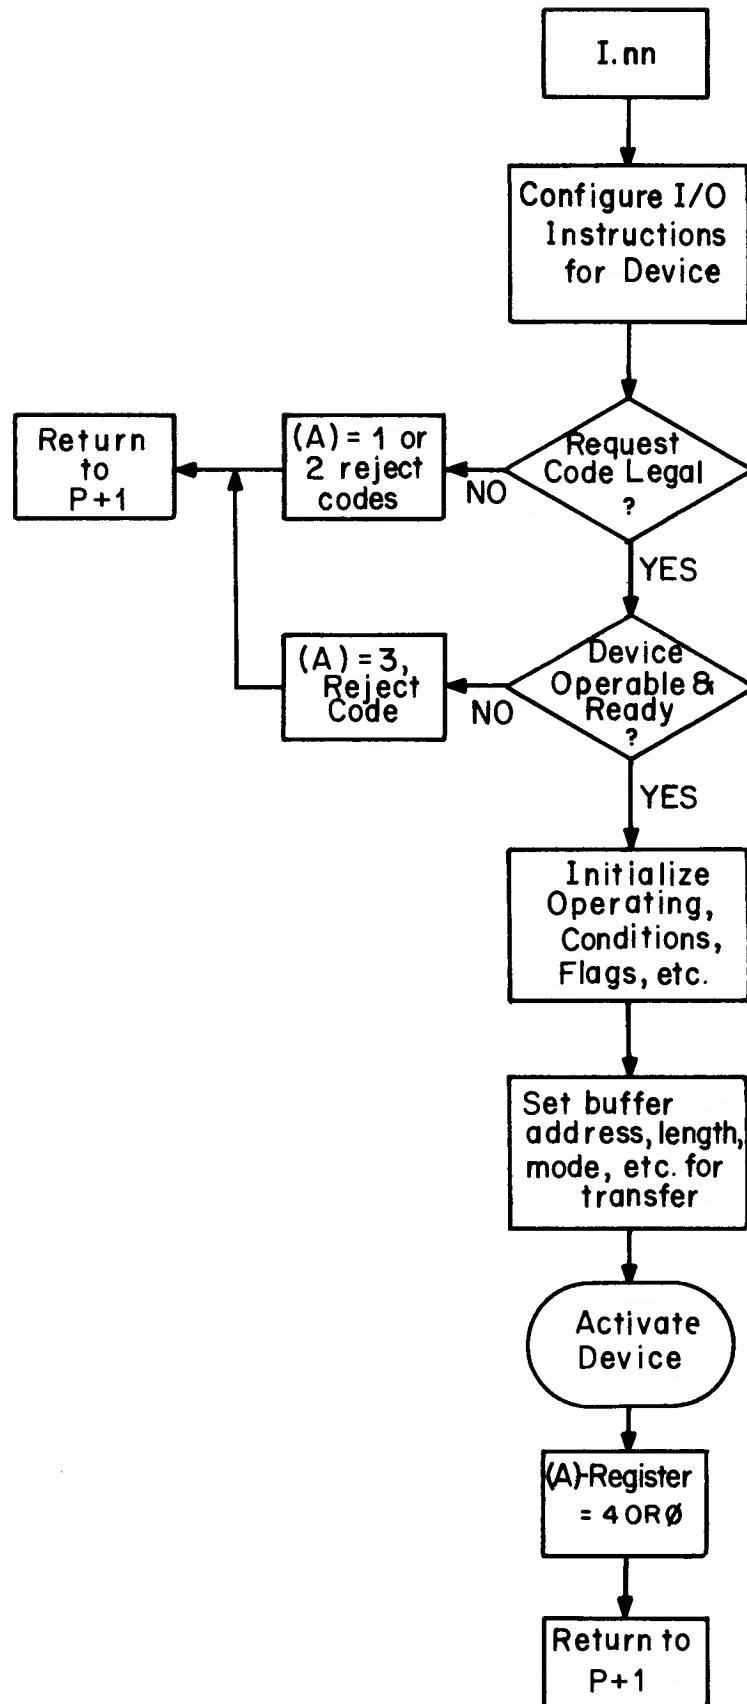 I.nn
Configure I/O
Instructions
for Device
Request
Code Legal
?
NO
(A) = 1 or
2 reject
codes
Return
to
P+1
YES
Device
Operable &
Ready
?
NO
(A) = 3,
Reject
Code
YES
Initialize
Operating,
Conditions,
Flags, etc.
Set buffer
address, length,
mode, etc. for
transfer
Activate
Device
(A)-Register
= 4 OR Ø
Return to
P+1